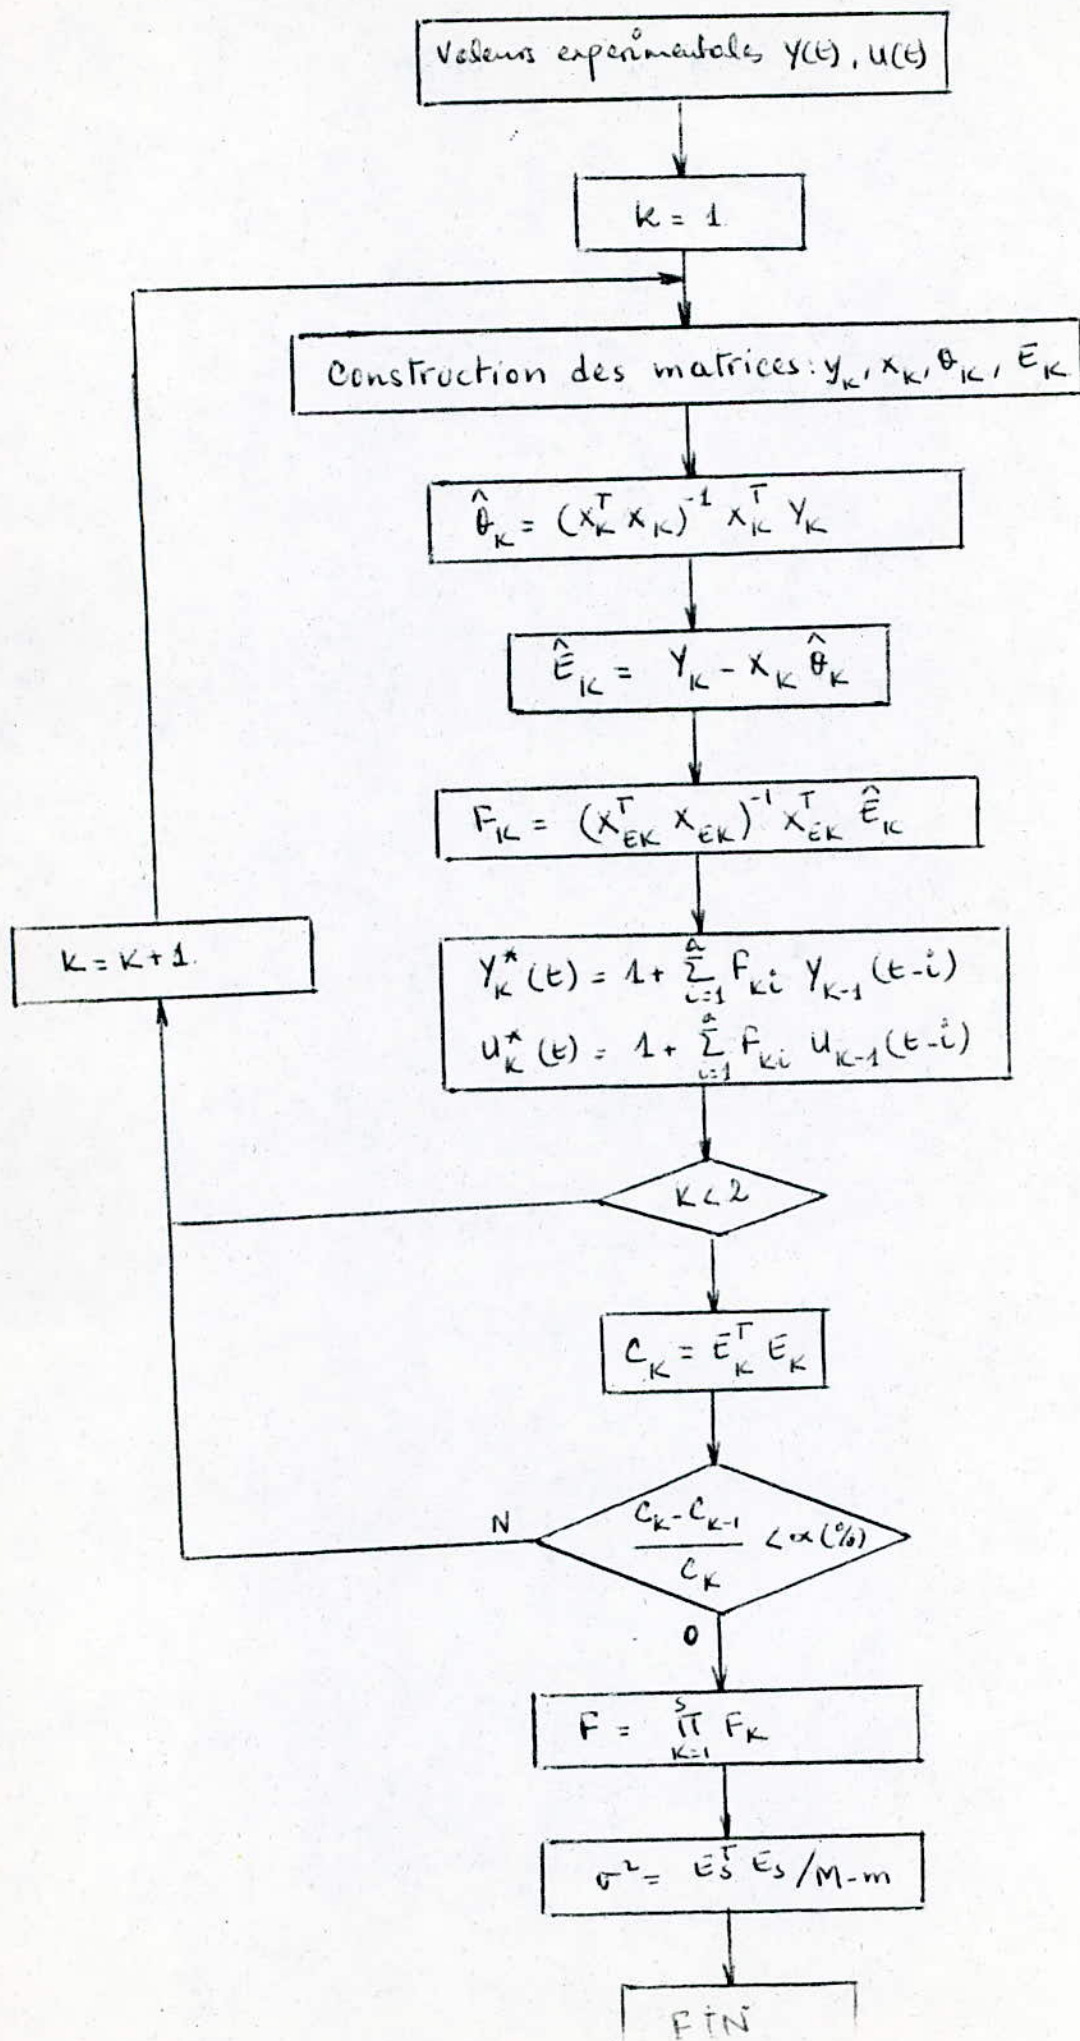 Valeurs expérimentales Y(t), U(t)
K = 1
Construction des matrices: y_K, x_K, θ_K, E_K
θ̂_K = (X_K^T X_K)^-1 X_K^T Y_K
Ê_K = Y_K - X_K θ̂_K
F_K = (X_EK^T X_EK)^-1 X_EK^T Ê_K
K = K+1.
Y_K^*(t) = 1 + Σ_{i=1}^{a} F_Ki Y_{K-1}(t-i)
U_K^*(t) = 1 + Σ_{i=1}^{a} F_Ki U_{K-1}(t-i)
K < 2
C_K = E_K^T E_K
N
(C_K - C_{K-1}) / C_K < α(%)
O
F = Π_{K=1}^{S} F_K
σ² = E_S^T E_S / M-m
FIN